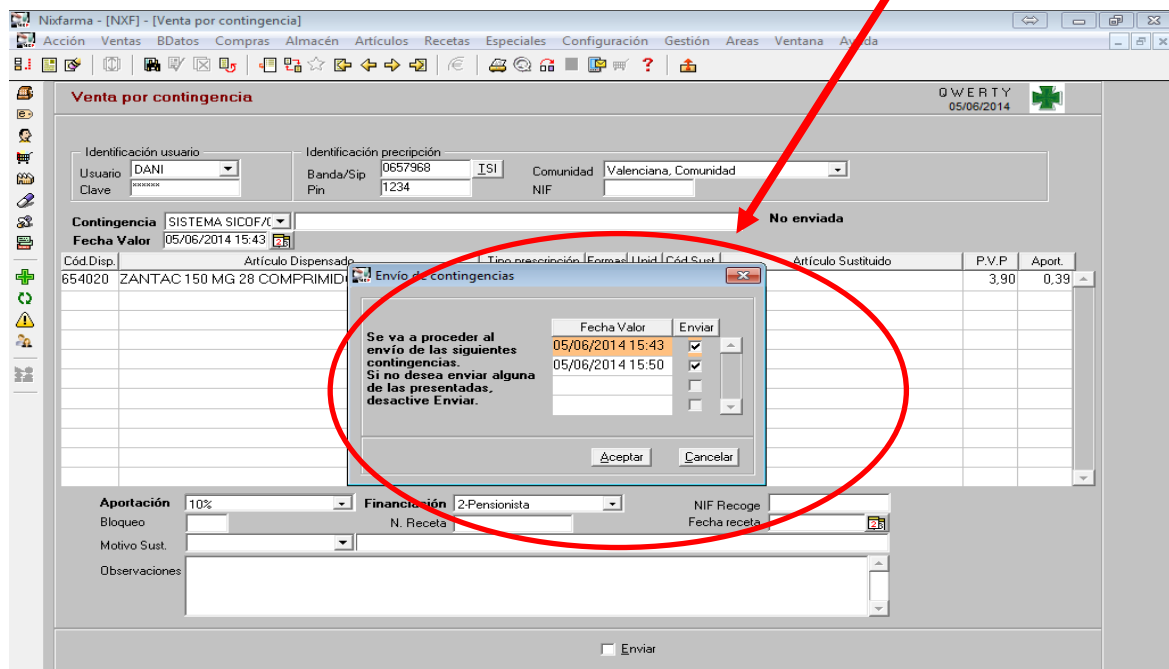 Nixfarma - [NXF] - [Venta por contingencia]
Acción Ventas BDatos Compras Almacén Artículos Recetas Especiales Configuración Gestión Areas Ventana Ayuda
Venta por contingencia
QWERTY
05/06/2014
Identificación usuario
Usuario DANI
Clave xxxxxx
Identificación precripción
Banda/Sip 0657968 TSI
Pin 1234
Comunidad Valenciana, Comunidad
NIF
Contingencia SISTEMA SICOF/
No enviada
Fecha Valor 05/06/2014 15:43
Cód.Disp. Artículo Dispensado Tipo prescripción Formas Unid Cód.Sust. Artículo Sustituido P.V.P Aport.
654020 ZANTAC 150 MG 28 COMPRIMID 3,90 0,39
Envío de contingencias
Se va a proceder al
envío de las siguientes
contingencias.
Si no desea enviar alguna
de las presentadas,
desactive Enviar.
Fecha Valor Enviar
05/06/2014 15:43
05/06/2014 15:50
Aceptar Cancelar
Aportación 10% Financiación 2-Pensionista NIF Recoge
Bloqueo N. Receta Fecha receta
Motivo Sust.
Observaciones
Enviar